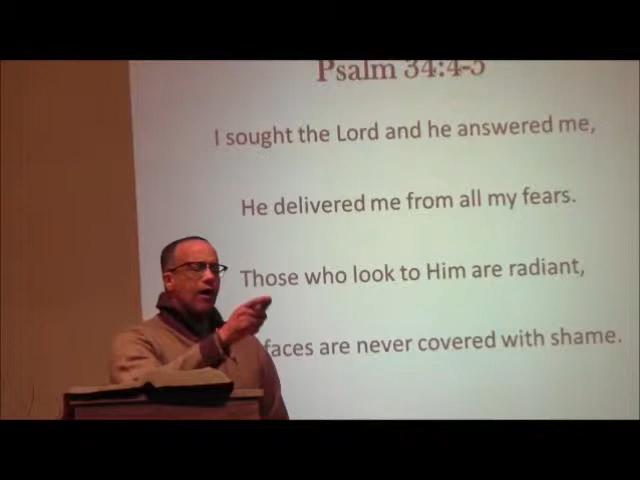 Psalm 34:4-5
I sought the Lord and he answered me,
He delivered me from all my fears.
Those who look to Him are radiant,
faces are never covered with shame.